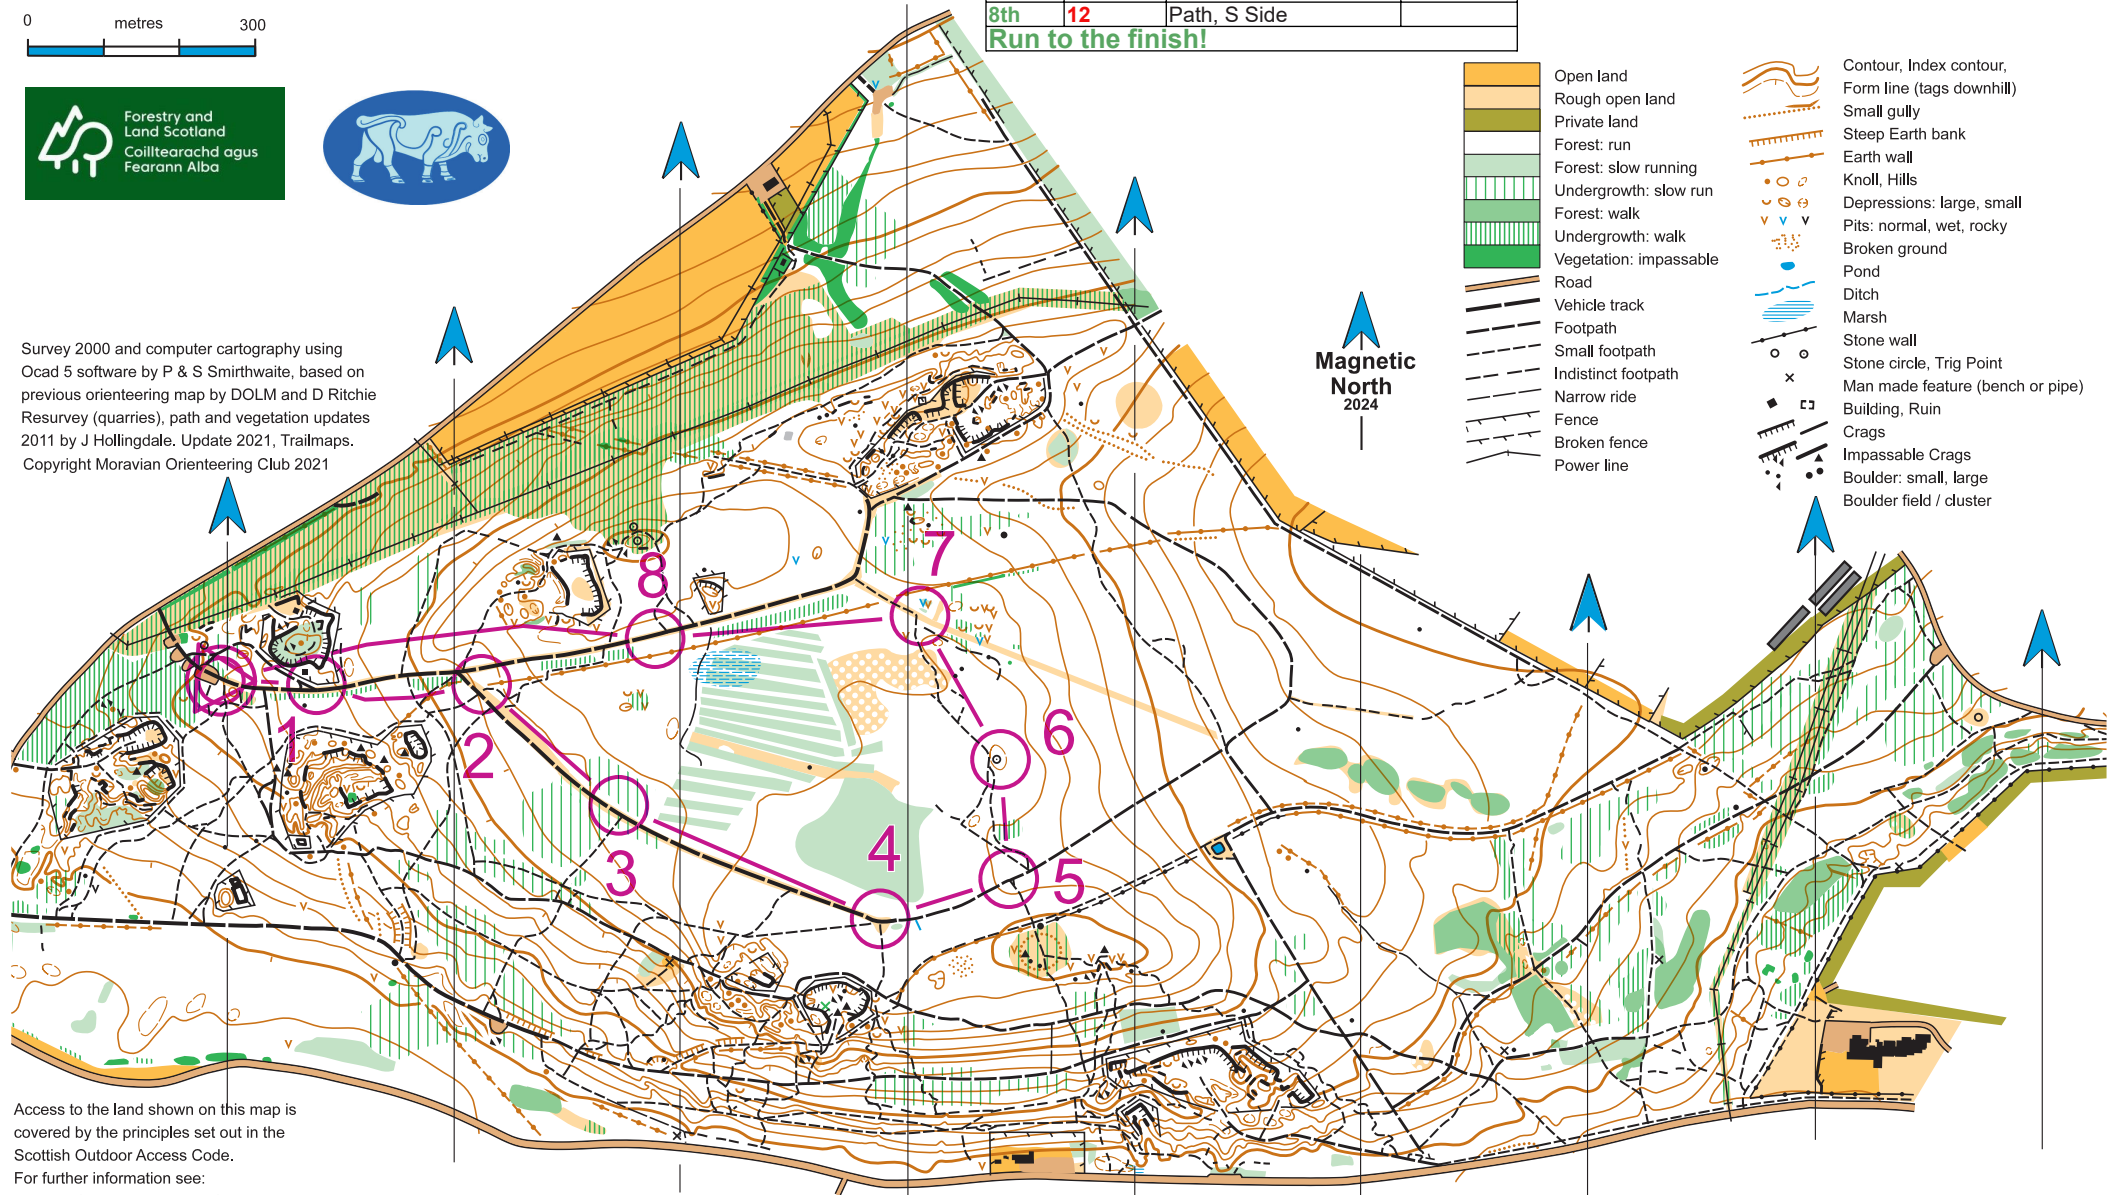 0 metres 300
8th 12 Path, S Side
Run to the finish!
Forestry and
Land Scotland
Coilltearachd agus
Fearann Alba
Open land
Rough open land
Private land
Forest: run
Forest: slow running
Undergrowth: slow run
Forest: walk
Undergrowth: walk
Vegetation: impassable
Road
Vehicle track
Footpath
Small footpath
Indistinct footpath
Narrow ride
Fence
Broken fence
Power line
Contour, Index contour,
Form line (tags downhill)
Small gully
Steep Earth bank
Earth wall
Knoll, Hills
Depressions: large, small
Pits: normal, wet, rocky
Broken ground
Pond
Ditch
Marsh
Stone wall
Stone circle, Trig Point
Man made feature (bench or pipe)
Building, Ruin
Crags
Impassable Crags
Boulder: small, large
Boulder field / cluster
Magnetic
North
2024
Survey 2000 and computer cartography using
Ocad 5 software by P & S Smirthwaite, based on
previous orienteering map by DOLM and D Ritchie
Resurvey (quarries), path and vegetation updates
2011 by J Hollingdale. Update 2021, Trailmaps.
Copyright Moravian Orienteering Club 2021
7
8
6
1
2
3
4
5
Access to the land shown on this map is
covered by the principles set out in the
Scottish Outdoor Access Code.
For further information see: